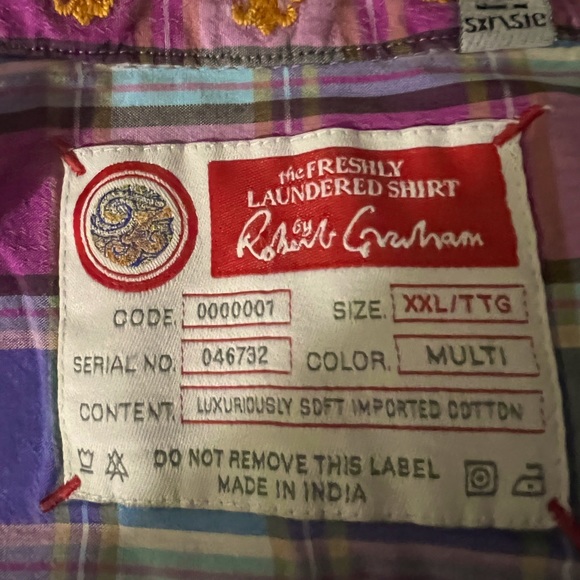 the FRESHLY
LAUNDERED SHIRT
by
Robert Graham
CODE. 0000001 SIZE. XXL/TTG
SERIAL NO. 046732 COLOR. MULTI
CONTENT. LUXURIOUSLY SOFT IMPORTED COTTON
DO NOT REMOVE THIS LABEL
MADE IN INDIA